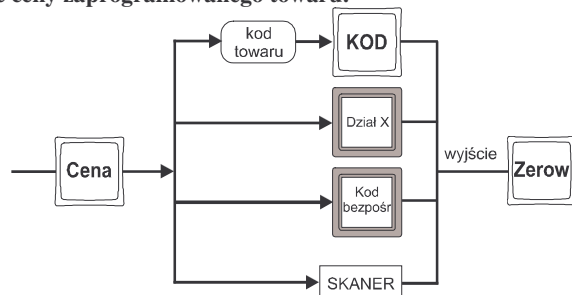 ceny zaprogramowanego towaru:
kod
towaru
KOD
Dział X
Cena
wyjście
Zerow
Kod
bezpośr
SKANER